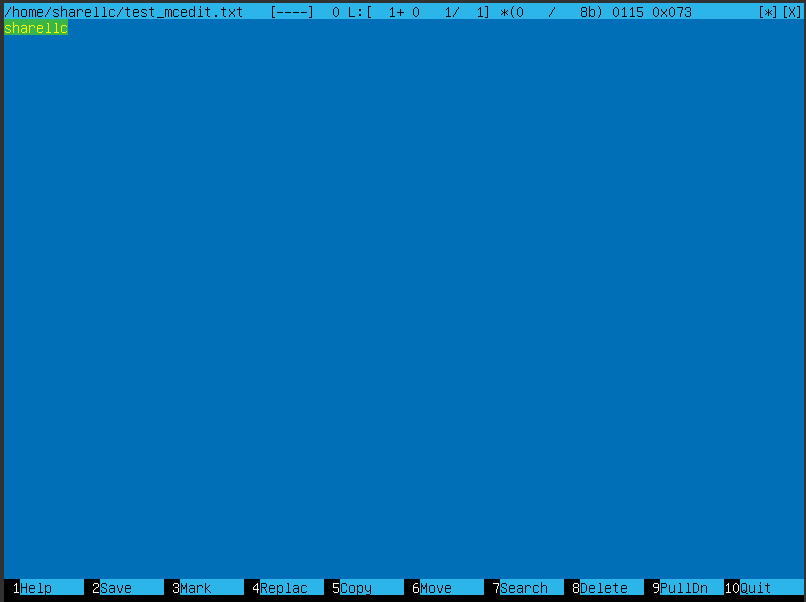 /home/sharellc/test_mcedit.txt   [----]  0 L:[  1+ 0   1/  1] *(0   /   8b) 0115 0x073        [*][X]
sharellc
1Help   2Save   3Mark   4Replac   5Copy   6Move   7Search   8Delete   9PullDn   10Quit